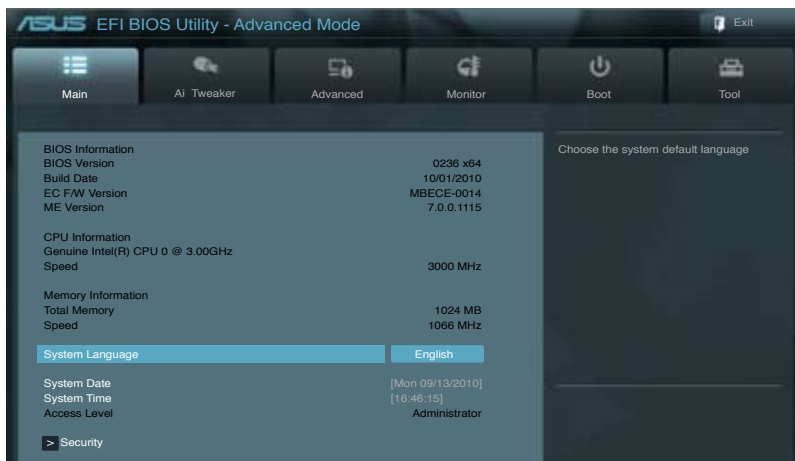 ASUS EFI BIOS Utility - Advanced Mode Exit
Main Ai Tweaker Advanced Monitor Boot Tool
BIOS Information
BIOS Version 0236 x64
Build Date 10/01/2010
EC F/W Version MBECE-0014
ME Version 7.0.0.1115
CPU Information
Genuine Intel(R) CPU 0 @ 3.00GHz
Speed 3000 MHz
Memory Information
Total Memory 1024 MB
Speed 1066 MHz
System Language English
System Date [Mon 09/13/2010]
System Time [16:46:15]
Access Level Administrator
> Security
Choose the system default language